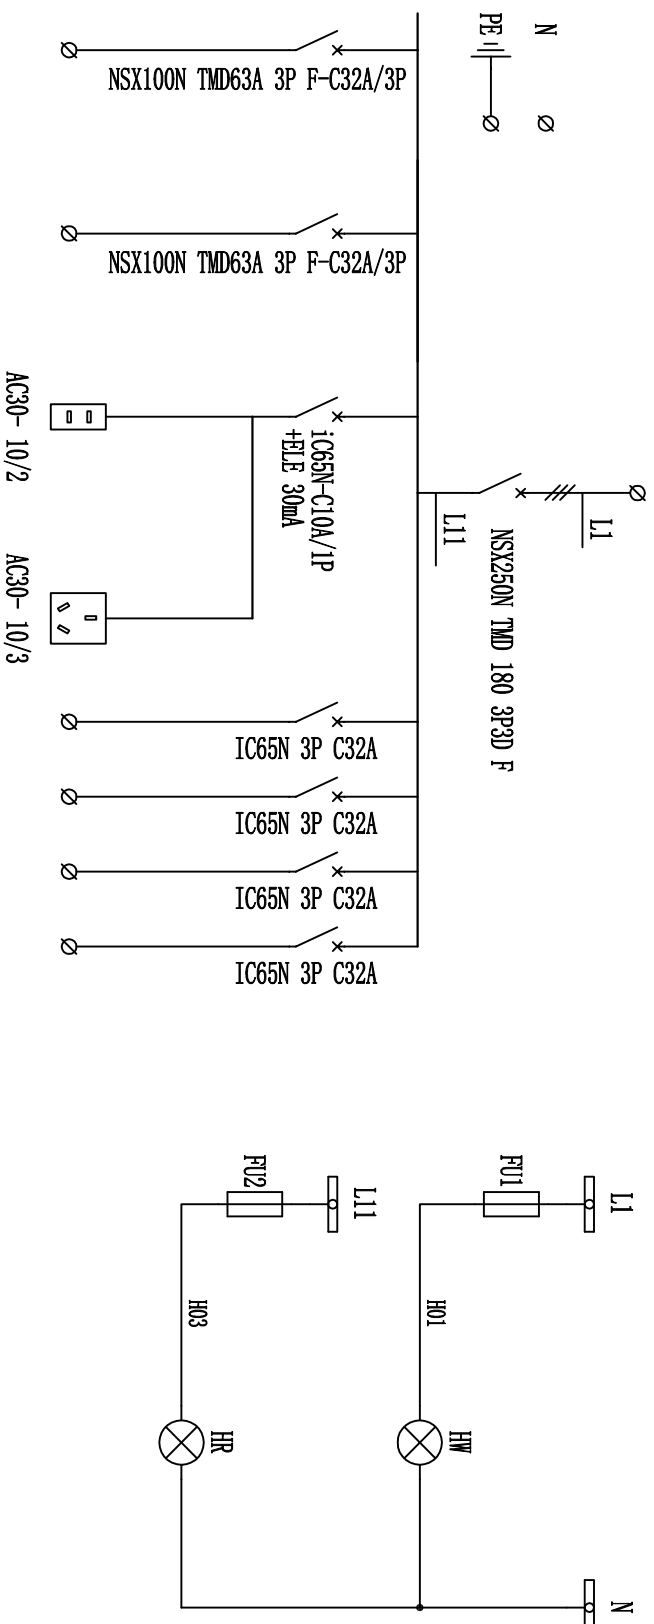 N
PE
NSX100N TMD63A 3P F-C32A/3P
NSX100N TMD63A 3P F-C32A/3P
AC30- 10/2
iC65N-C10A/1P
+ELE 30mA
L11
L1
NSX250N TMD 180 3P3D F
AC30- 10/3
IC65N 3P C32A
IC65N 3P C32A
IC65N 3P C32A
IC65N 3P C32A
L1
FU1
L11
FU2
H01
H03
HW
HR
N